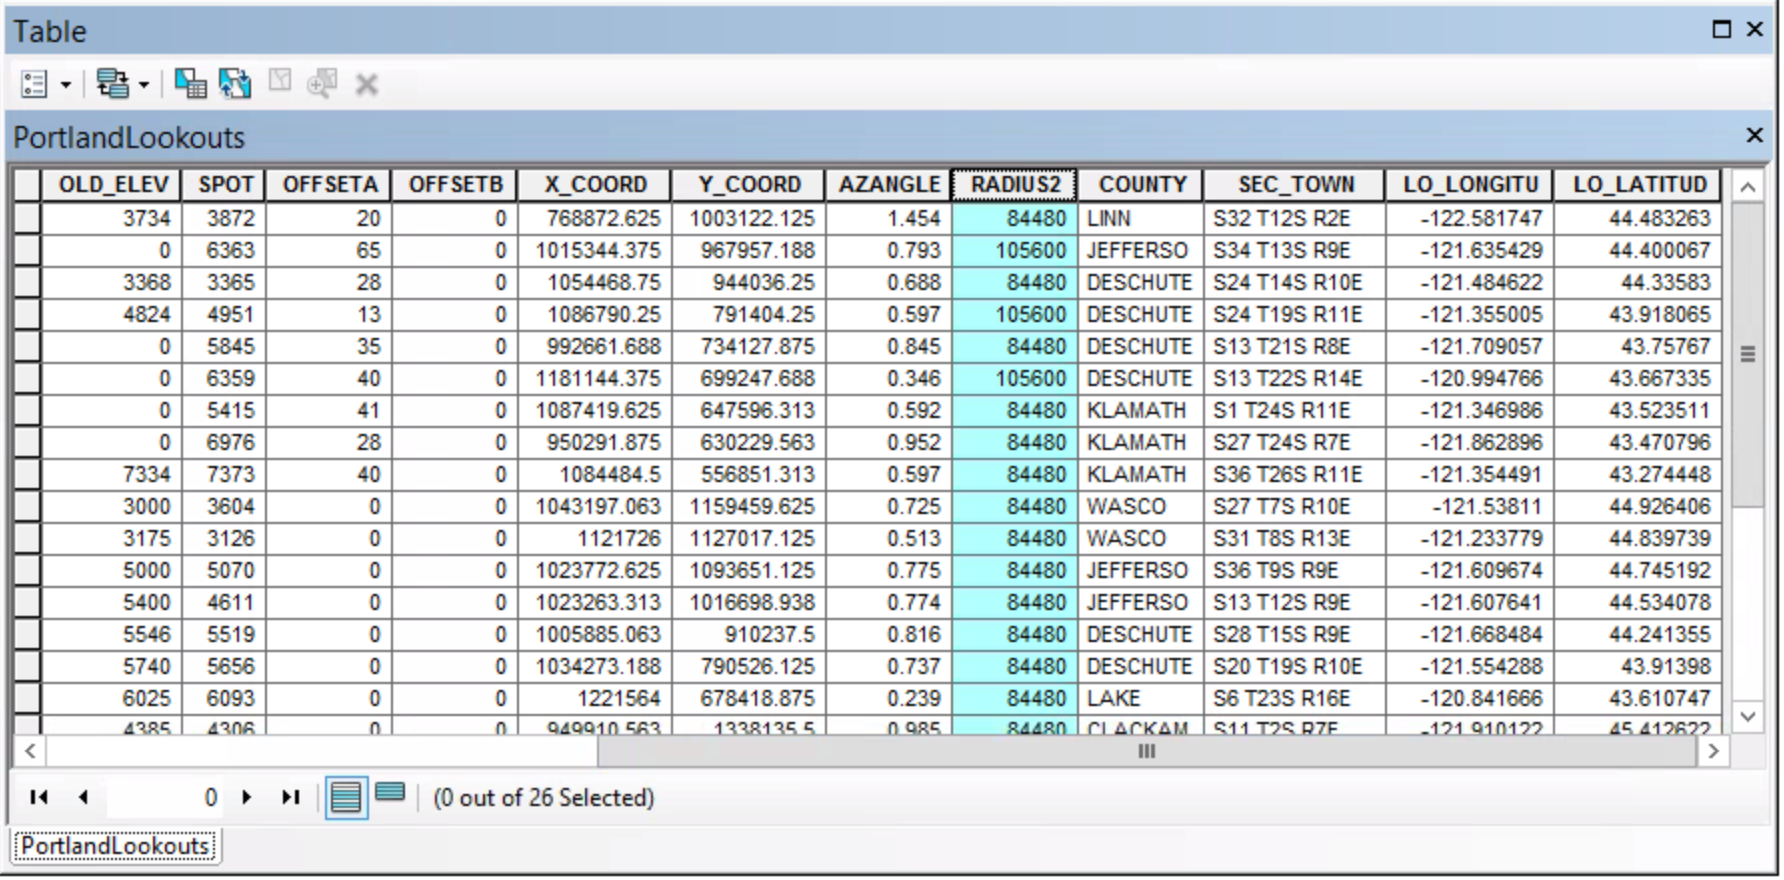 Table
PortlandLookouts
OLD_ELEV SPOT OFFSETA OFFSETB X_COORD Y_COORD AZANGLE RADIUS2 COUNTY SEC_TOWN LO_LONGITU LO_LATITUD
3734 3872 20 0 768872.625 1003122.125 1.454 84480 LINN S32 T12S R2E -122.581747 44.483263
0 6363 65 0 1015344.375 967957.188 0.793 105600 JEFFERSO S34 T13S R9E -121.635429 44.400067
3368 3365 28 0 1054468.75 944036.25 0.688 84480 DESCHUTE S24 T14S R10E -121.484622 44.33583
4824 4951 13 0 1086790.25 791404.25 0.597 105600 DESCHUTE S24 T19S R11E -121.355005 43.918065
0 5845 35 0 992661.688 734127.875 0.845 84480 DESCHUTE S13 T21S R8E -121.709057 43.75767
0 6359 40 0 1181144.375 699247.688 0.346 105600 DESCHUTE S13 T22S R14E -120.994766 43.667335
0 5415 41 0 1087419.625 647596.313 0.592 84480 KLAMATH S1 T24S R11E -121.346986 43.523511
0 6976 28 0 950291.875 630229.563 0.952 84480 KLAMATH S27 T24S R7E -121.862896 43.470796
7334 7373 40 0 1084484.5 556851.313 0.597 84480 KLAMATH S36 T26S R11E -121.354491 43.274448
3000 3604 0 0 1043197.063 1159459.625 0.725 84480 WASCO S27 T7S R10E -121.53811 44.926406
3175 3126 0 0 1121726 1127017.125 0.513 84480 WASCO S31 T8S R13E -121.233779 44.839739
5000 5070 0 0 1023772.625 1093651.125 0.775 84480 JEFFERSO S36 T9S R9E -121.609674 44.745192
5400 4611 0 0 1023263.313 1016698.938 0.774 84480 JEFFERSO S13 T12S R9E -121.607641 44.534078
5546 5519 0 0 1005885.063 910237.5 0.816 84480 DESCHUTE S28 T15S R9E -121.668484 44.241355
5740 5656 0 0 1034273.188 790526.125 0.737 84480 DESCHUTE S20 T19S R10E -121.554288 43.91398
6025 6093 0 0 1221564 678418.875 0.239 84480 LAKE S6 T23S R16E -120.841666 43.610747
4385 4306 0 0 949910.563 1338135.5 0.985 84480 CLACKAM S11 T2S R7E -121.910122 45.412622
0 (0 out of 26 Selected)
PortlandLookouts